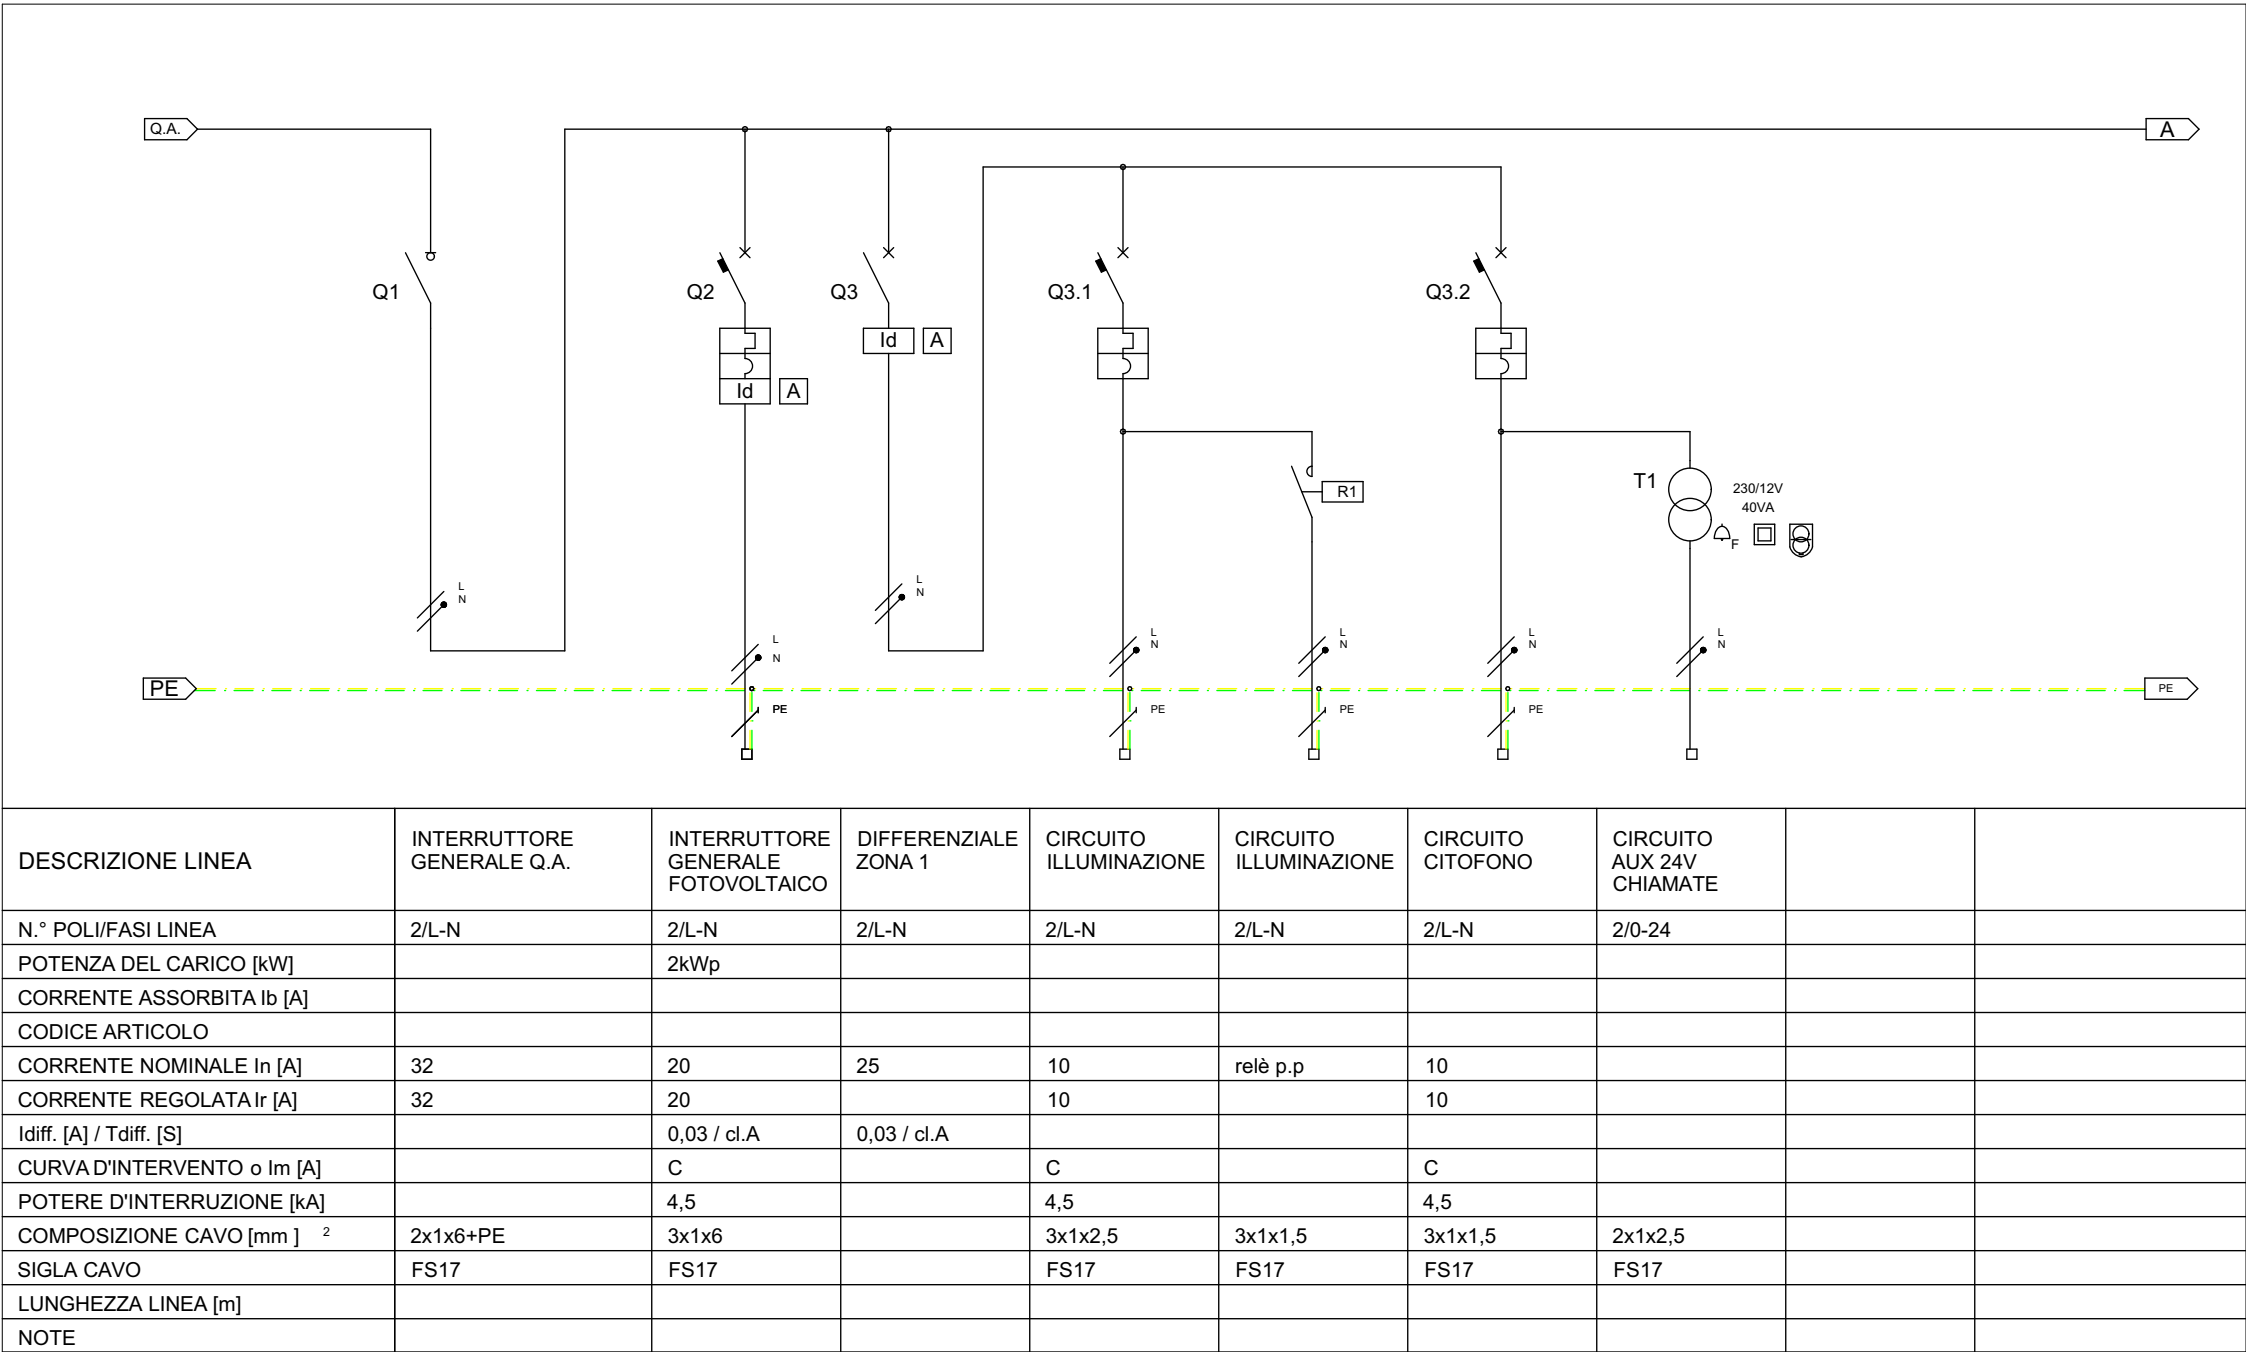 Q.A.
A
Q1
Q2
Q3
Q3.1
Q3.2
Id
A
Id
A
R1
T1
230/12V
40VA
F
L
N
L
N
L
N
L
N
L
N
L
N
L
N
PE
PE
PE
PE
PE
PE
DESCRIZIONE LINEA
INTERRUTTORE
GENERALE Q.A.
INTERRUTTORE
GENERALE
FOTOVOLTAICO
DIFFERENZIALE
ZONA 1
CIRCUITO
ILLUMINAZIONE
CIRCUITO
ILLUMINAZIONE
CIRCUITO
CITOFONO
CIRCUITO
AUX 24V
CHIAMATE
N.° POLI/FASI LINEA 2/L-N 2/L-N 2/L-N 2/L-N 2/L-N 2/L-N 2/0-24
POTENZA DEL CARICO [kW] 2kWp
CORRENTE ASSORBITA Ib [A]
CODICE ARTICOLO
CORRENTE NOMINALE In [A] 32 20 25 10 relè p.p 10
CORRENTE REGOLATA Ir [A] 32 20 10 10
Idiff. [A] / Tdiff. [S] 0,03 / cl.A 0,03 / cl.A
CURVA D'INTERVENTO o Im [A] C C C
POTERE D'INTERRUZIONE [kA] 4,5 4,5 4,5
COMPOSIZIONE CAVO [mm ] 2 2x1x6+PE 3x1x6 3x1x2,5 3x1x1,5 3x1x1,5 2x1x2,5
SIGLA CAVO FS17 FS17 FS17 FS17 FS17 FS17
LUNGHEZZA LINEA [m]
NOTE